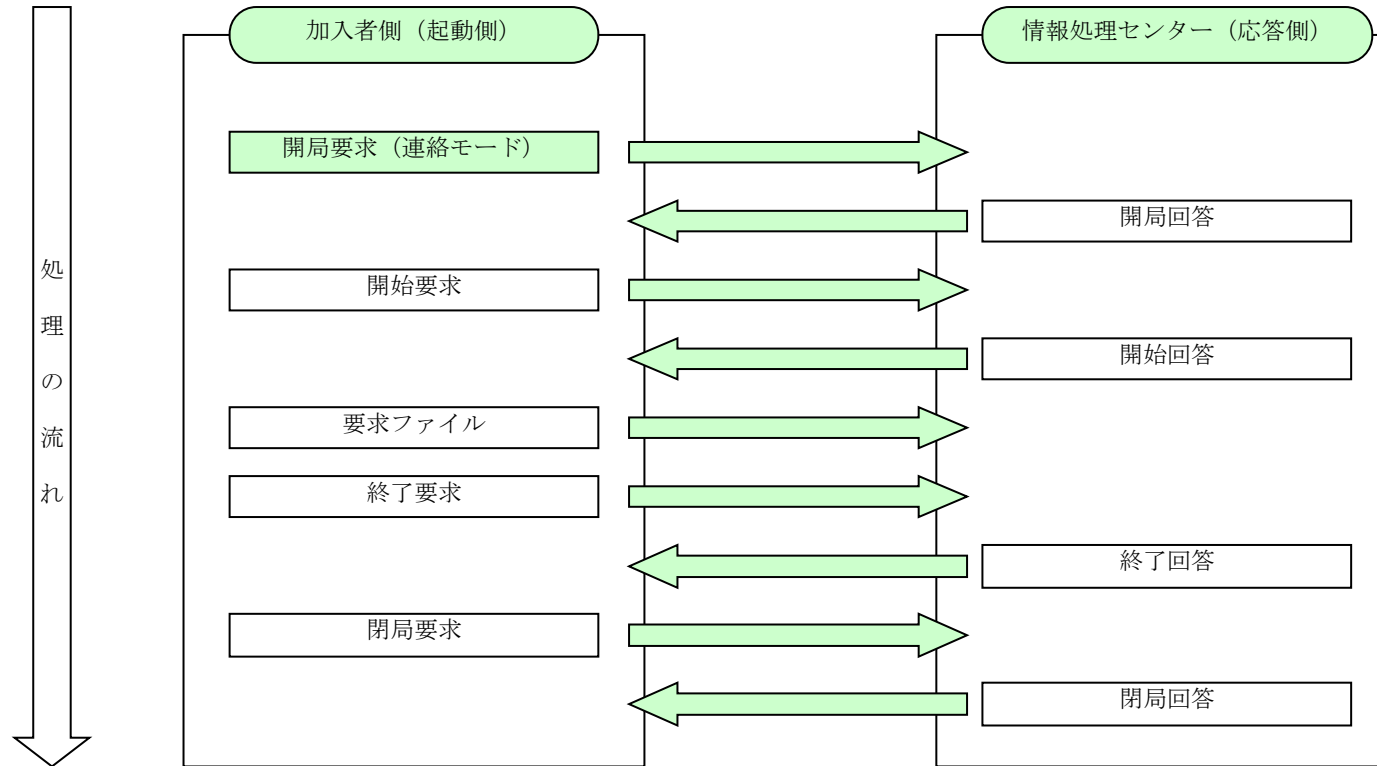 加入者側（起動側）
情報処理センター（応答側）
開局要求（連絡モード）
開局回答
開始要求
開始回答
要求ファイル
終了要求
終了回答
閉局要求
閉局回答
処理の流れ